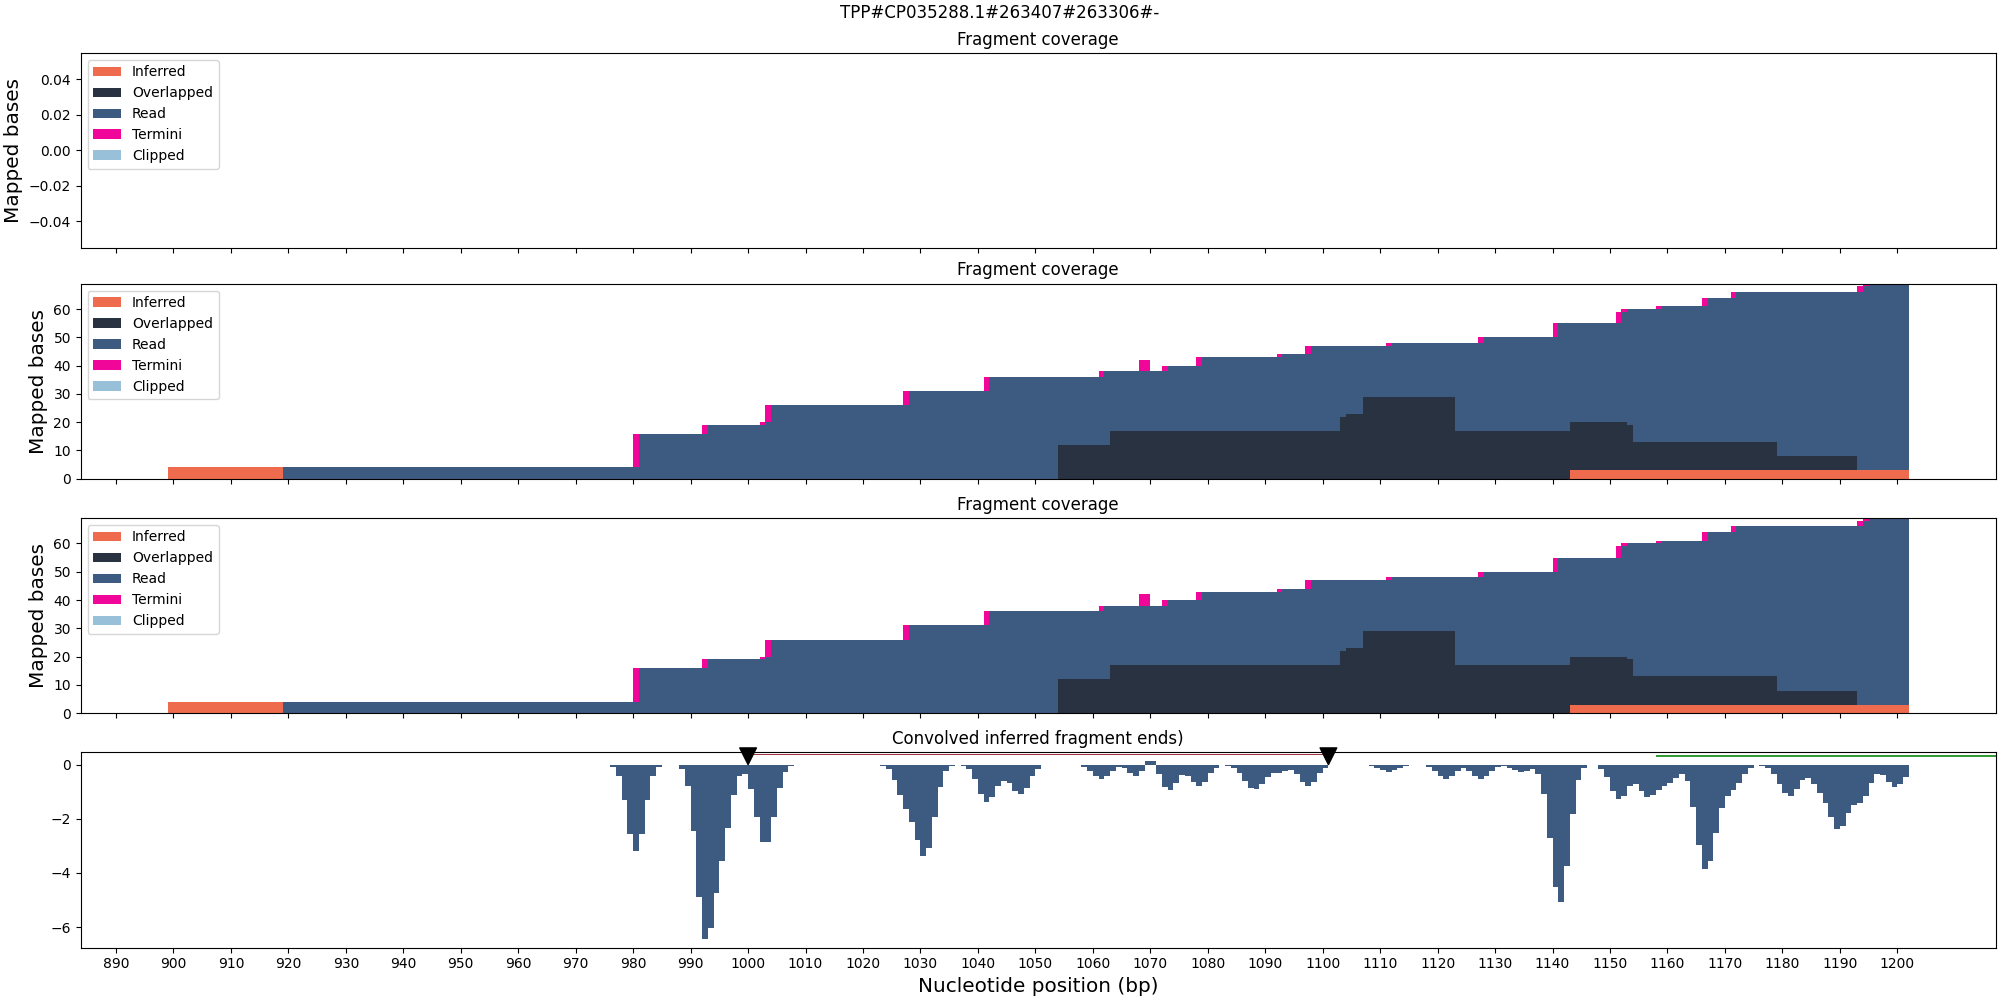 TPP#CP035288.1#263407#263306#-
Fragment coverage
Mapped bases
0.04
0.02
0.00
−0.02
−0.04
Inferred
Overlapped
Read
Termini
Clipped
Fragment coverage
Mapped bases
60
50
40
30
20
10
0
Inferred
Overlapped
Read
Termini
Clipped
Fragment coverage
Mapped bases
60
50
40
30
20
10
0
Inferred
Overlapped
Read
Termini
Clipped
Convolved inferred fragment ends)
0
−2
−4
−6
890 900 910 920 930 940 950 960 970 980 990 1000 1010 1020 1030 1040 1050 1060 1070 1080 1090 1100 1110 1120 1130 1140 1150 1160 1170 1180 1190 1200
Nucleotide position (bp)